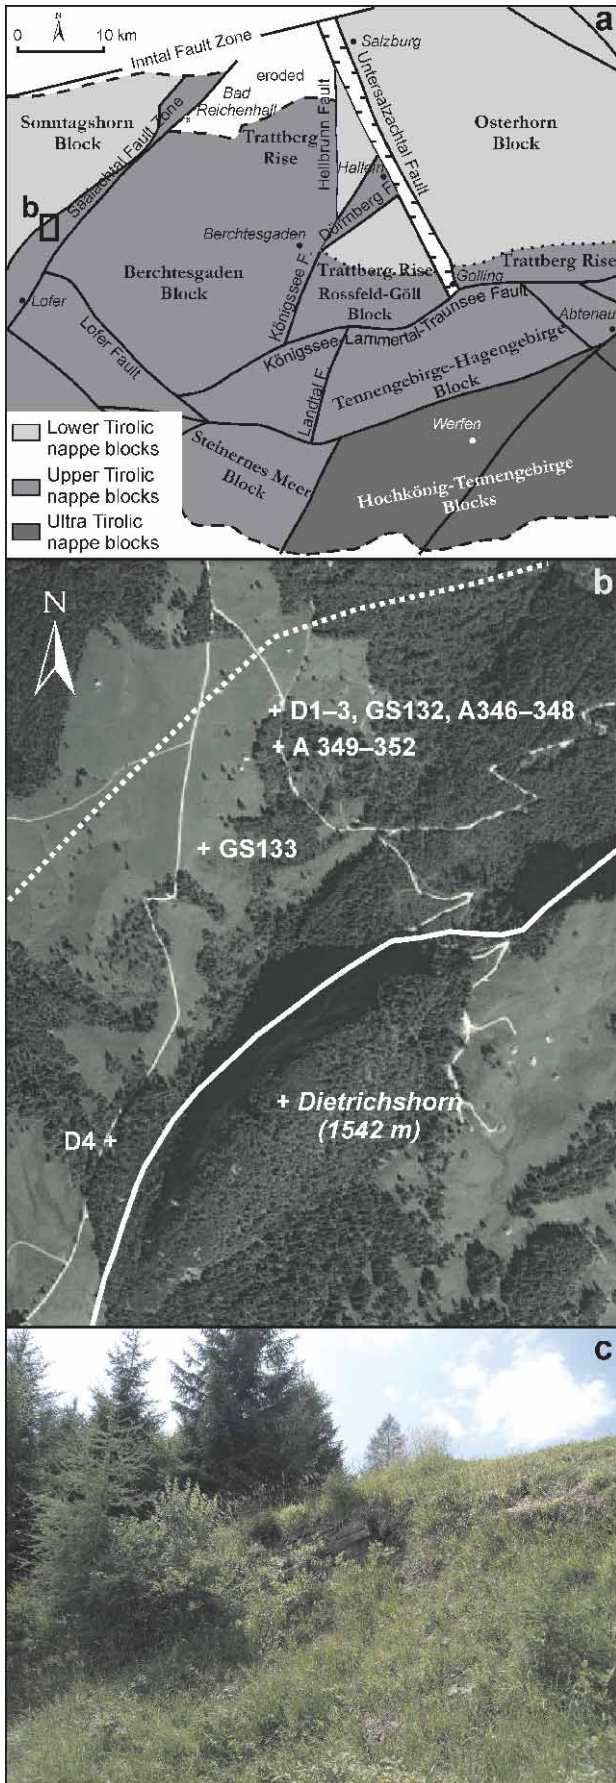 a
N
0 10 km
Salzburg
Inntal Fault Zone
eroded
Bad
Reichenhall
Sonntagshorn
Block
Saalachtal Fault Zone
Trattberg
Rise
Hellbrunn Fault
Untersalzachtal Fault
Osterhorn
Block
Hallein
Dürrnberg F.
b
Berchtesgaden
Königssee F.
Berchtesgaden
Block
Trattberg-Rise
Rossfeld-Göll
Block
Golling
Trattberg Rise
Lofer
Lofer Fault
Königssee-Lammertal-Traunsee Fault
Abtenau
Landtal F.
Tennengebirge-Hagengebirge
Block
Lower Tirolic
nappe blocks
Upper Tirolic
nappe blocks
Ultra Tirolic
nappe blocks
Steinernes Meer
Block
Werfen
Hochkönig-Tennengebirge
Blocks
b
N
+ D1–3, GS132, A346–348
+ A 349–352
+ GS133
+ Dietrichshorn
(1542 m)
D4 +
c